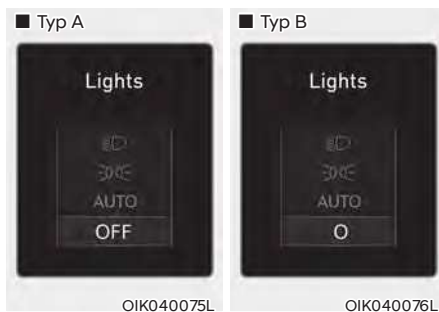 ■ Typ A
Lights
AUTO
OFF
OIK040075L
■ Typ B
Lights
AUTO
O
OIK040076L